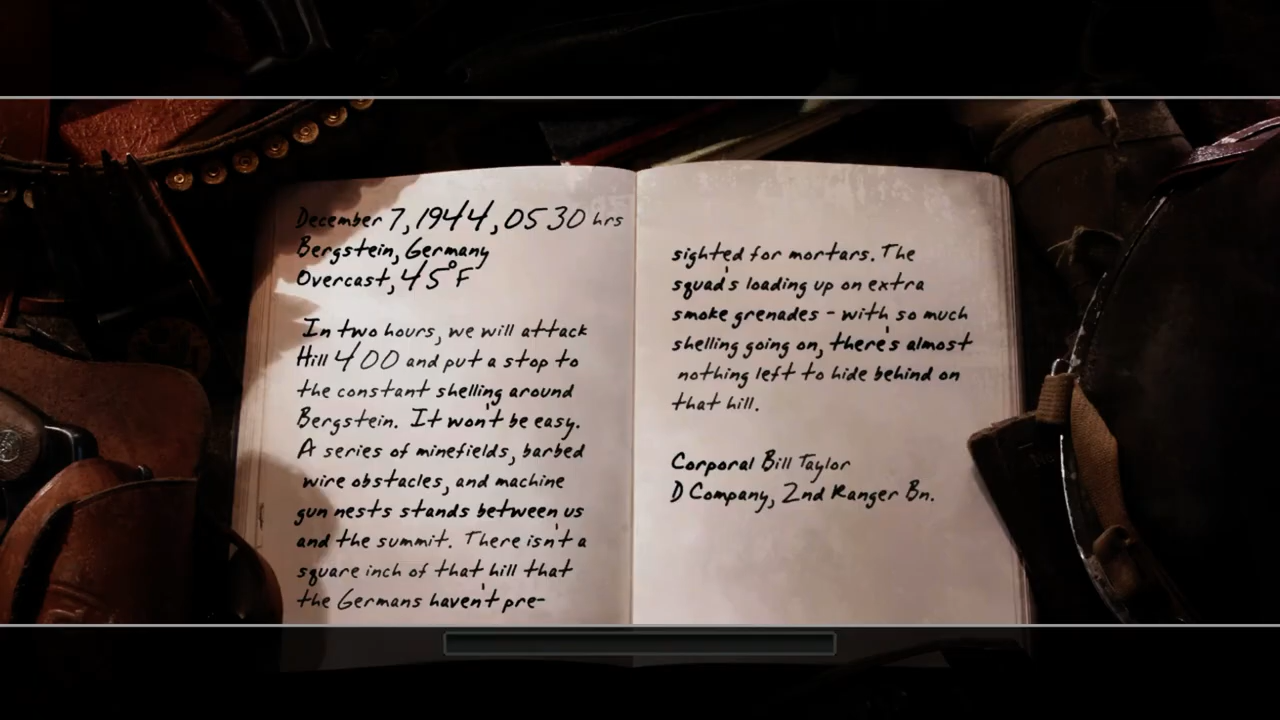 December 7, 1944, 0530 hrs
Bergstein, Germany
Overcast, 45°F
In two hours, we will attack
Hill 400 and put a stop to
the constant shelling around
Bergstein. It won't be easy.
A series of minefields, barbed
wire obstacles, and machine
gun nests stands between us
and the summit. There isn't a
square inch of that hill that
the Germans haven't pre-
sighted for mortars. The
squad's loading up on extra
smoke grenades - with so much
shelling going on, there's almost
nothing left to hide behind on
that hill.
Corporal Bill Taylor
D Company, 2nd Ranger Bn.